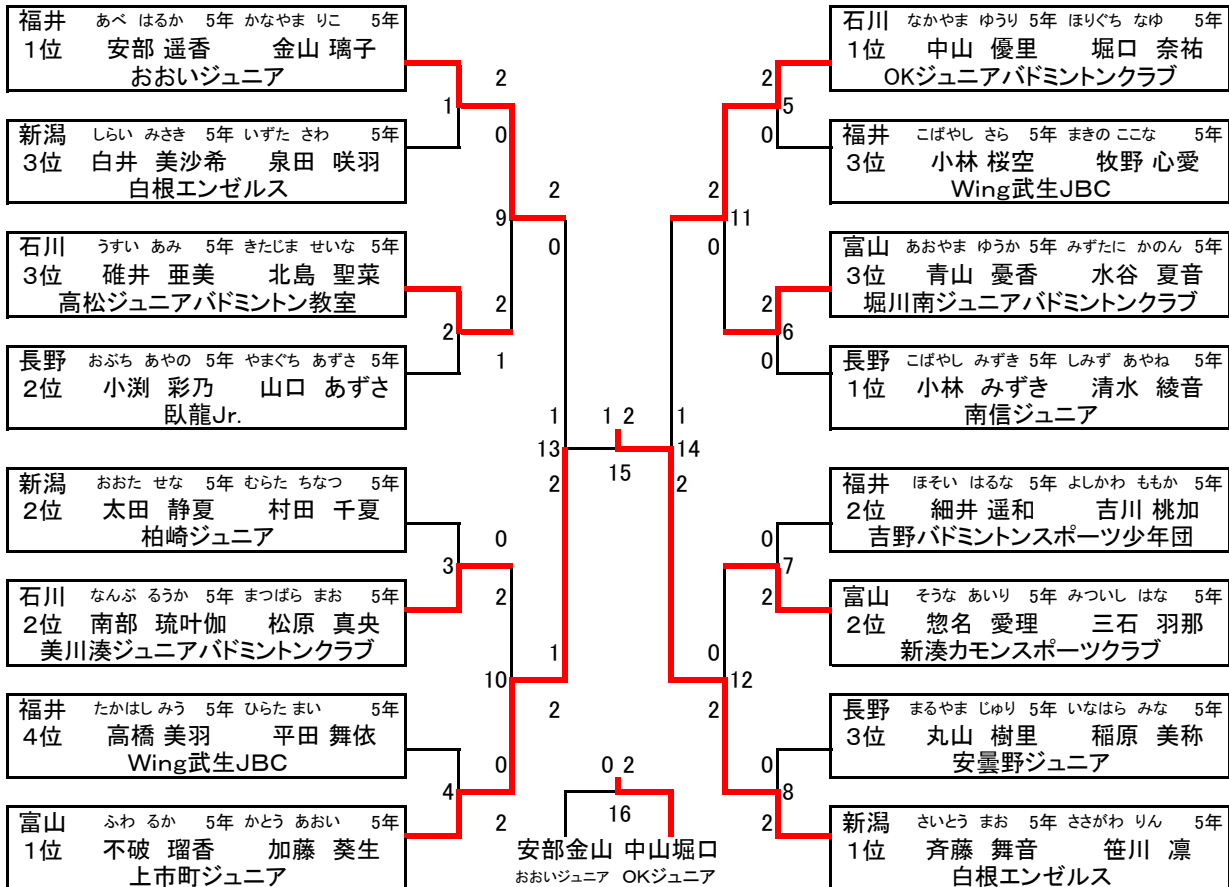 福井 あべ はるか 5年 かなやま りこ 5年
1位 安部 遥香 金山 璃子
おおいジュニア
新潟 しらい みさき 5年 いずた さわ 5年
3位 白井 美沙希 泉田 咲羽
白根エンゼルス
石川 うすい あみ 5年 きたじま せいな 5年
3位 碓井 亜美 北島 聖菜
高松ジュニアバドミントン教室
長野 おぶち あやの 5年 やまぐち あずさ 5年
2位 小渕 彩乃 山口 あずさ
臥龍Jr.
新潟 おおた せな 5年 むらた ちなつ 5年
2位 太田 静夏 村田 千夏
柏崎ジュニア
石川 なんぶ るうか 5年 まつばら まお 5年
2位 南部 琉叶伽 松原 真央
美川湊ジュニアバドミントンクラブ
福井 たかはし みう 5年 ひらた まい 5年
4位 高橋 美羽 平田 舞依
Wing武生JBC
富山 ふわ るか 5年 かとう あおい 5年
1位 不破 瑠香 加藤 葵生
上市町ジュニア
2
1
0
2
9
0
2
2
1
1
13
2
0
3
2
1
10
2
0
4
2
1 2
15
0 2
16
安部金山 中山堀口
おおいジュニア OKジュニア
2
5
0
2
11
0
2
6
0
1
14
2
0
7
2
0
12
2
0
8
2
石川 なかやま ゆうり 5年 ほりぐち なゆ 5年
1位 中山 優里 堀口 奈祐
OKジュニアバドミントンクラブ
福井 こばやし さら 5年 まきの ここな 5年
3位 小林 桜空 牧野 心愛
Wing武生JBC
富山 あおやま ゆうか 5年 みずたに かのん 5年
3位 青山 憂香 水谷 夏音
堀川南ジュニアバドミントンクラブ
長野 こばやし みずき 5年 しみず あやね 5年
1位 小林 みずき 清水 綾音
南信ジュニア
福井 ほそい はるな 5年 よしかわ ももか 5年
2位 細井 遥和 吉川 桃加
吉野バドミントンスポーツ少年団
富山 そうな あいり 5年 みついし はな 5年
2位 惣名 愛理 三石 羽那
新湊カモンスポーツクラブ
長野 まるやま じゅり 5年 いなはら みな 5年
3位 丸山 樹里 稲原 美称
安曇野ジュニア
新潟 さいとう まお 5年 ささがわ りん 5年
1位 斉藤 舞音 笹川 凛
白根エンゼルス